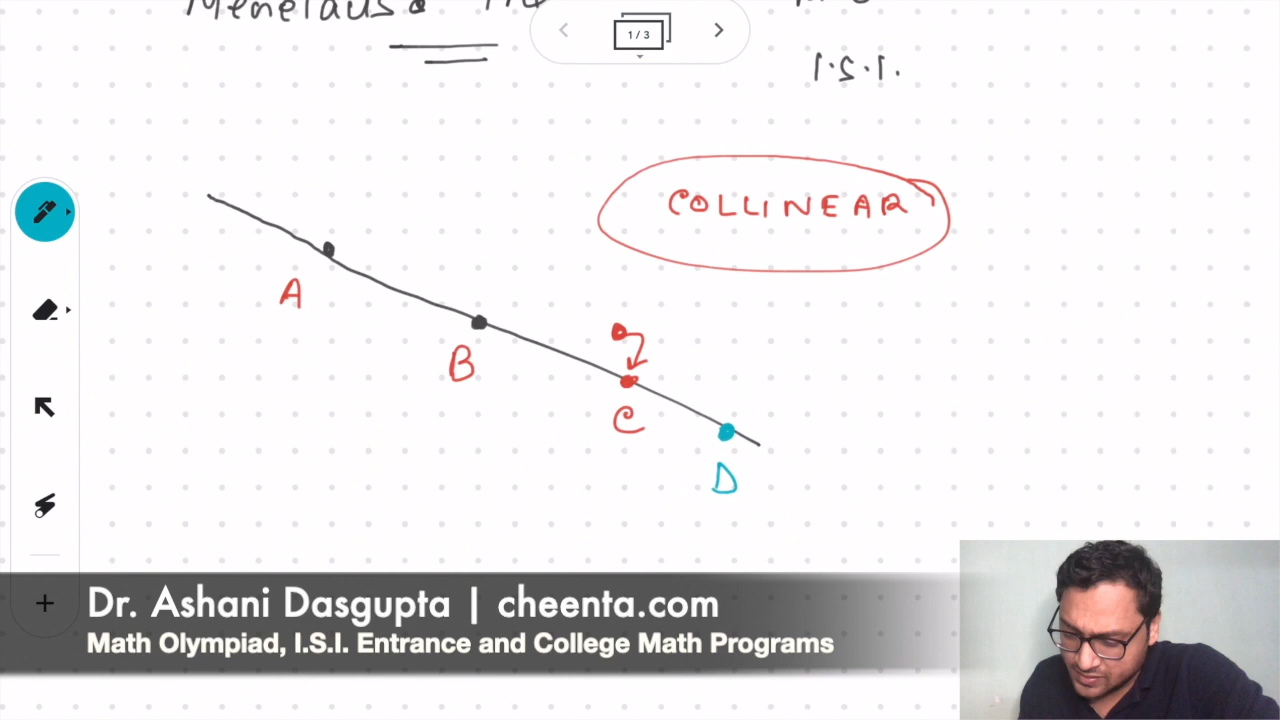 Menelaus
1 / 3
I.S.I.
COLLINEAR
A
B
C
D
Dr. Ashani Dasgupta | cheenta.com
Math Olympiad, I.S.I. Entrance and College Math Programs